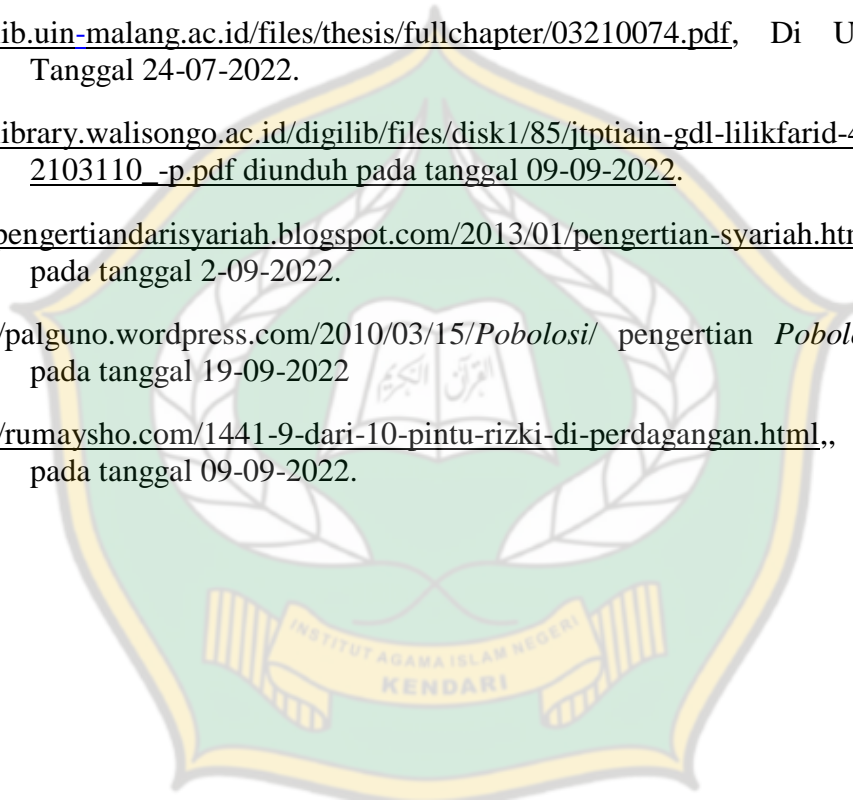 ib.uin-malang.ac.id/files/thesis/fullchapter/03210074.pdf, Di U
Tanggal 24-07-2022.
ibrary.walisongo.ac.id/digilib/files/disk1/85/jtptiain-gdl-lilikfarid-4
2103110_-p.pdf diunduh pada tanggal 09-09-2022.
pengertiandarisyariah.blogspot.com/2013/01/pengertian-syariah.htm
pada tanggal 2-09-2022.
/palguno.wordpress.com/2010/03/15/Pobolosi/ pengertian Pobolo
pada tanggal 19-09-2022
/rumaysho.com/1441-9-dari-10-pintu-rizki-di-perdagangan.html,,
pada tanggal 09-09-2022.
القرآن الكريم
INSTITUT AGAMA ISLAM NEGERI
KENDARI